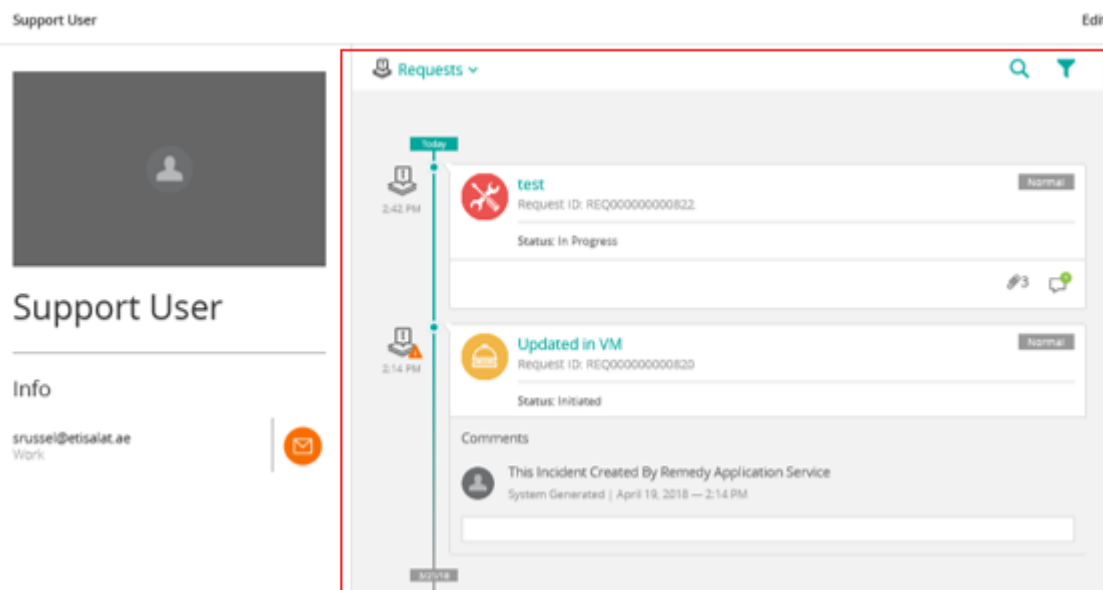 Support User
Edit
Requests
Today
2:42 PM
test
Normal
Request ID: REQ000000000822
Status: In Progress
3
2:14 PM
Updated in VM
Normal
Request ID: REQ000000000820
Status: Initiated
Comments
This Incident Created By Remedy Application Service
System Generated | April 19, 2018 — 2:14 PM
Support User
Info
srussel@etisalat.ae
Work